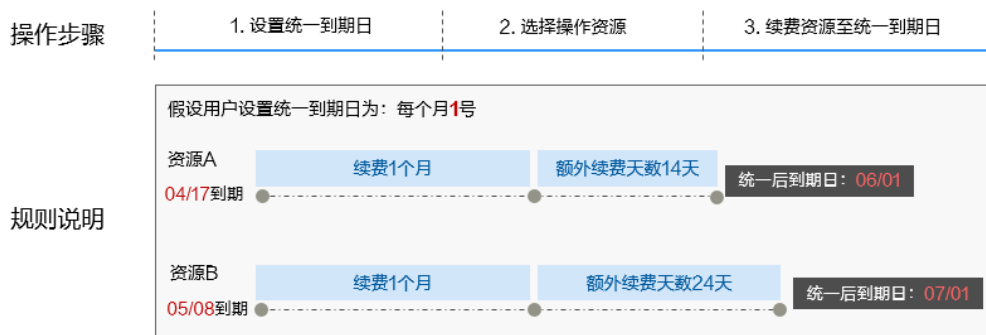 操作步骤
1. 设置统一到期日
2. 选择操作资源
3. 续费资源至统一到期日
规则说明
假设用户设置统一到期日为：每个月1号
资源A
04/17到期
续费1个月
额外续费天数14天
统一后到期日：06/01
资源B
05/08到期
续费1个月
额外续费天数24天
统一后到期日：07/01